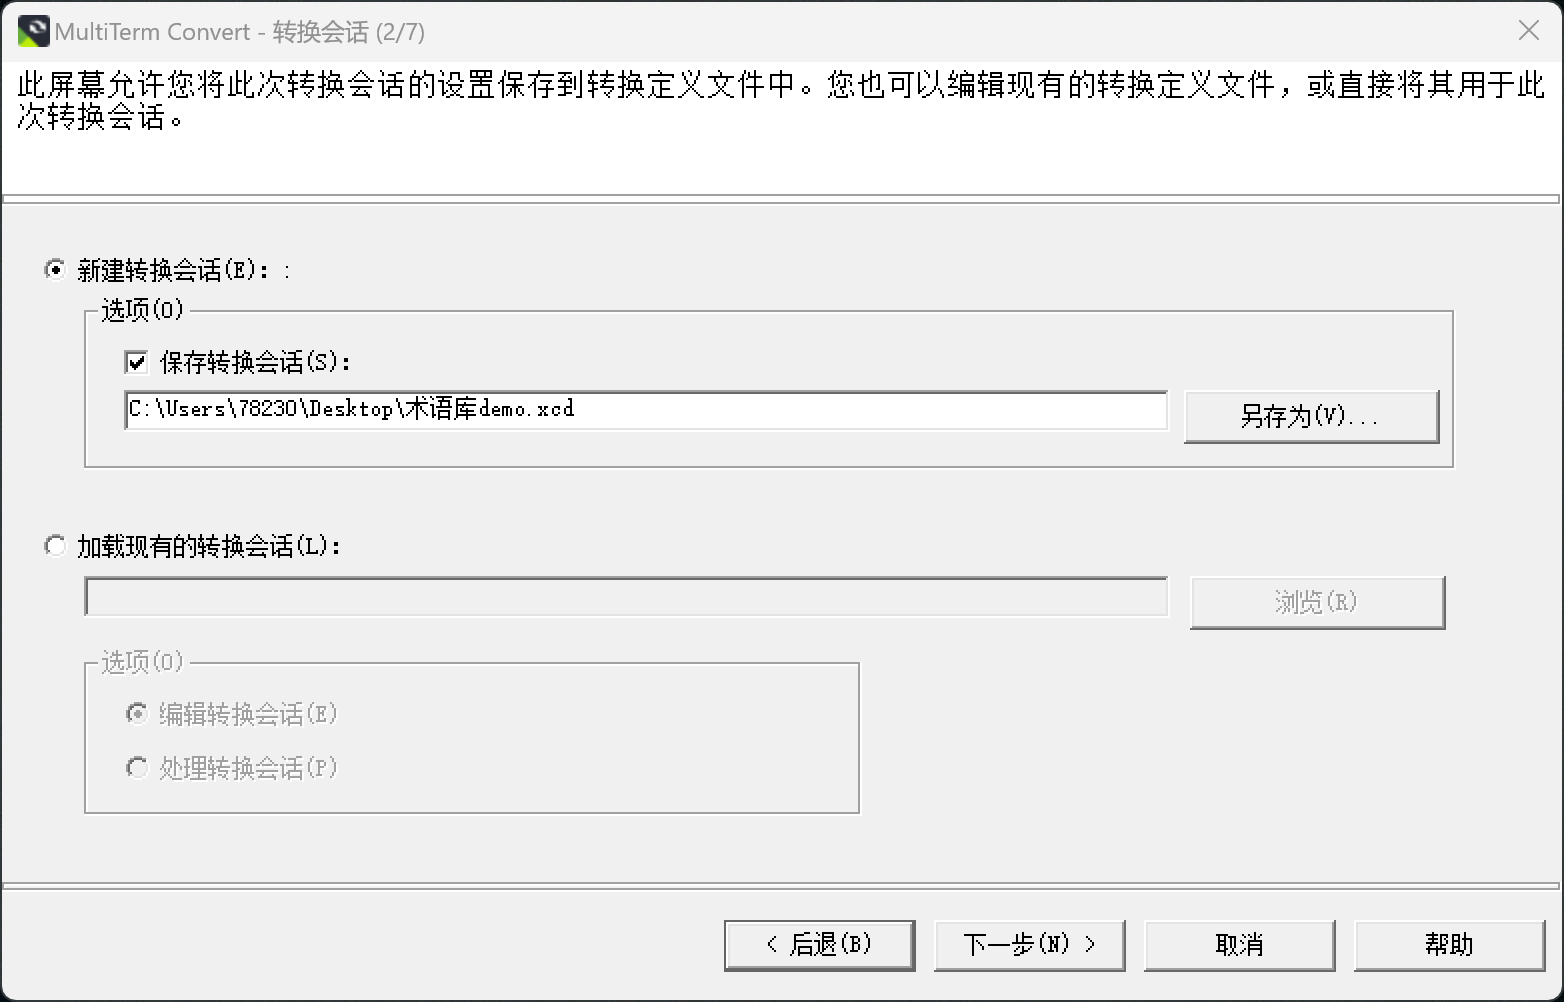 MultiTerm Convert - 转换会话 (2/7)
此屏幕允许您将此次转换会话的设置保存到转换定义文件中。您也可以编辑现有的转换定义文件，或直接将其用于此
次转换会话。
新建转换会话(E)：:
选项(O)
保存转换会话(S)：
C:\Users\78230\Desktop\术语库demo.xcd
另存为(V)...
加载现有的转换会话(L)：
浏览(R)
选项(O)
编辑转换会话(E)
处理转换会话(P)
< 后退(B)
下一步(N) >
取消
帮助